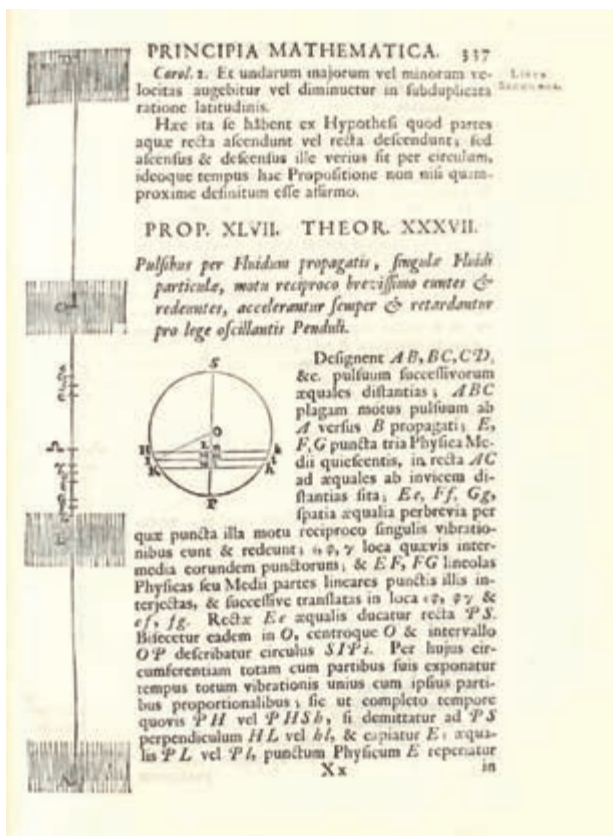 PRINCIPIA MATHEMATICA. 337
Corol. 2. Et undarum majorum vel minorum ve-
locitas augebitur vel diminuetur in subduplicata
ratione latitudinis.
LIBER
SECUNDUS.
Hæc ita se habent ex Hypothesi quod partes
aquæ recta ascendunt vel recta descendunt; sed
ascensus & descensus ille verius fit per circulum,
ideoque tempus hac Propositione non nisi quam-
proxime definitum esse affirmo.
PROP. XLVII. THEOR. XXXVII.
Pulsibus per Fluidum propagatis, singulæ Fluidi
particulæ, motu reciproco brevissimo euntes &
redeuntes, accelerantur semper & retardantur
pro lege oscillantis Penduli.
Designent AB, BC, CD,
&c. pulsuum successivorum
æquales distantias; ABC
plagam motus pulsuum ab
A versus B propagati; E,
F, G puncta tria Physica Me-
dii quiescentis, in recta AC
ad æquales ab invicem di-
stantias sita; Ee, Ff, Gg,
spatia æqualia perbrevia per
quæ puncta illa motu reciproco singulis vibratio-
nibus eunt & redeunt; ε, φ, γ loca quævis inter-
media eorundem punctorum; & EF, FG lineolas
Physicas seu Medii partes lineares punctis illis in-
terjectas, & successive translatas in loca εφ, φγ &
ef, fg. Rectæ Ee æqualis ducatur recta PS.
Bisecetur eadem in O, centroque O & intervallo
OP describatur circulus SIPi. Per hujus cir-
cumferentiam totam cum partibus suis exponatur
tempus totum vibrationis unius cum ipsius parti-
bus proportionalibus; sic ut completo tempore
quovis PH vel PHSh, si demittatur ad PS
perpendiculum HL vel hl, & capiatur Eε æqua-
lis PL vel Pl, punctum Physicum E reperiatur
Xx in
S
O
H
L
h
I
i
K
k
P